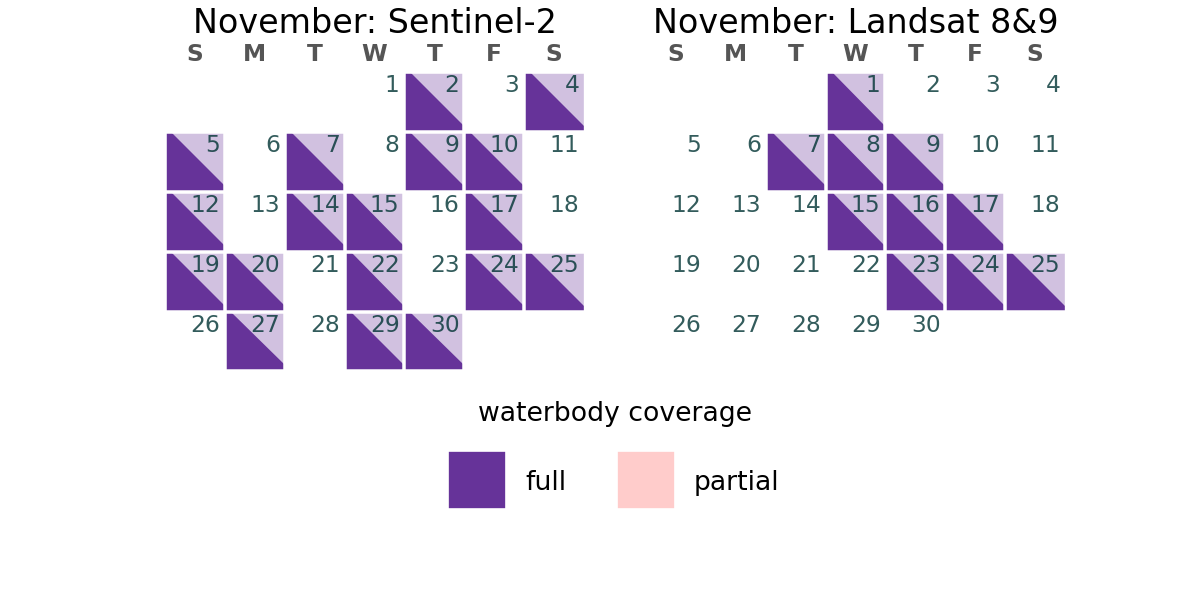 November: Sentinel-2
S M T W T F S
1 2 3 4
5 6 7 8 9 10 11
12 13 14 15 16 17 18
19 20 21 22 23 24 25
26 27 28 29 30
November: Landsat 8&9
S M T W T F S
1 2 3 4
5 6 7 8 9 10 11
12 13 14 15 16 17 18
19 20 21 22 23 24 25
26 27 28 29 30
waterbody coverage
full partial